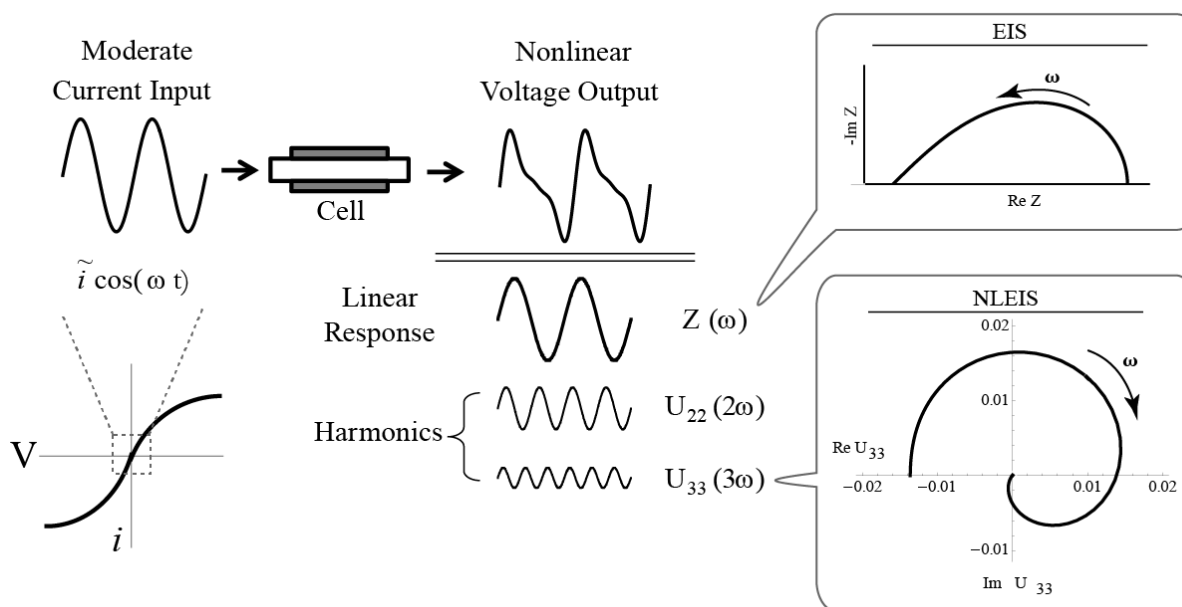 Moderate
Current Input
Nonlinear
Voltage Output
Cell
ĩ cos( ω t)
Linear
Response
Z (ω)
Harmonics
U₂₂ (2ω)
U₃₃ (3ω)
V
i
EIS
ω
-Im Z
Re Z
NLEIS
0.02
ω
0.01
Re U₃₃
−0.02
−0.01
0.01
0.02
−0.01
Im U ₃₃